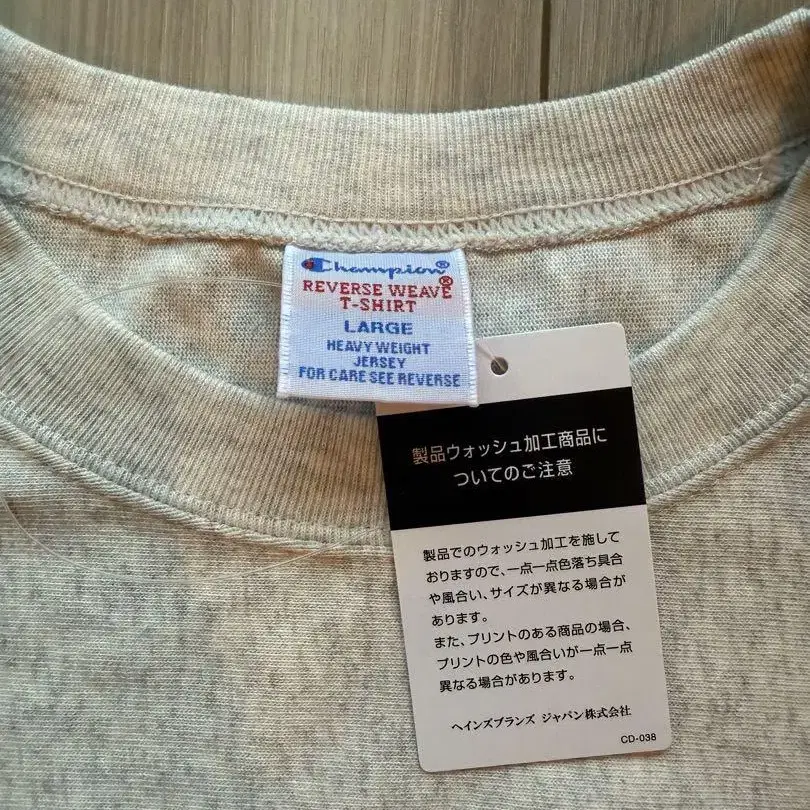 Champion®
REVERSE WEAVE®
T-SHIRT
LARGE
HEAVY WEIGHT
JERSEY
FOR CARE SEE REVERSE
製品ウォッシュ加工商品に
ついてのご注意
製品でのウォッシュ加工を施して
おりますので、一点一点色落ち具合
や風合い、サイズが異なる場合が
あります。
また、プリントのある商品の場合、
プリントの色や風合いが一点一点
異なる場合があります。
ヘインズブランズ ジャパン株式会社
CD-038